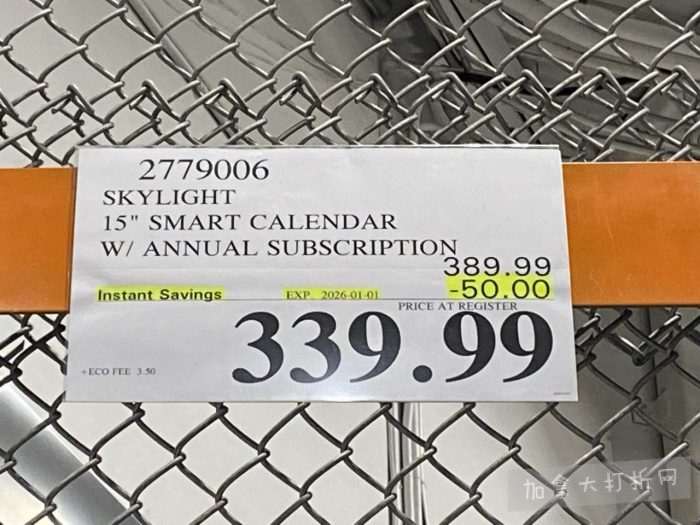 2779006
SKYLIGHT
15" SMART CALENDAR
W/ ANNUAL SUBSCRIPTION
389.99
Instant Savings EXP. 2026-01-01 -50.00
PRICE AT REGISTER
339.99
+ECO FEE 3.50
加拿大打折网